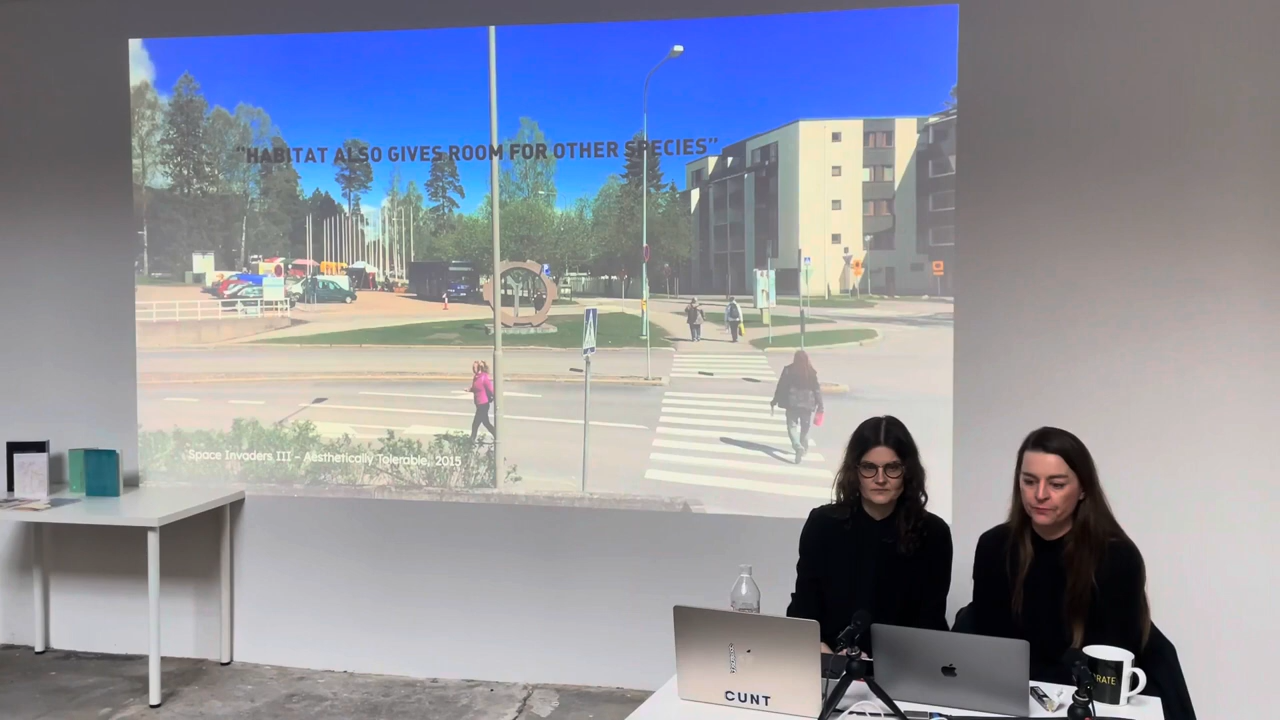 "HABITAT ALSO GIVES ROOM FOR OTHER SPECIES"
Space Invaders III – Aesthetically Tolerable, 2015
CUNT
RATE